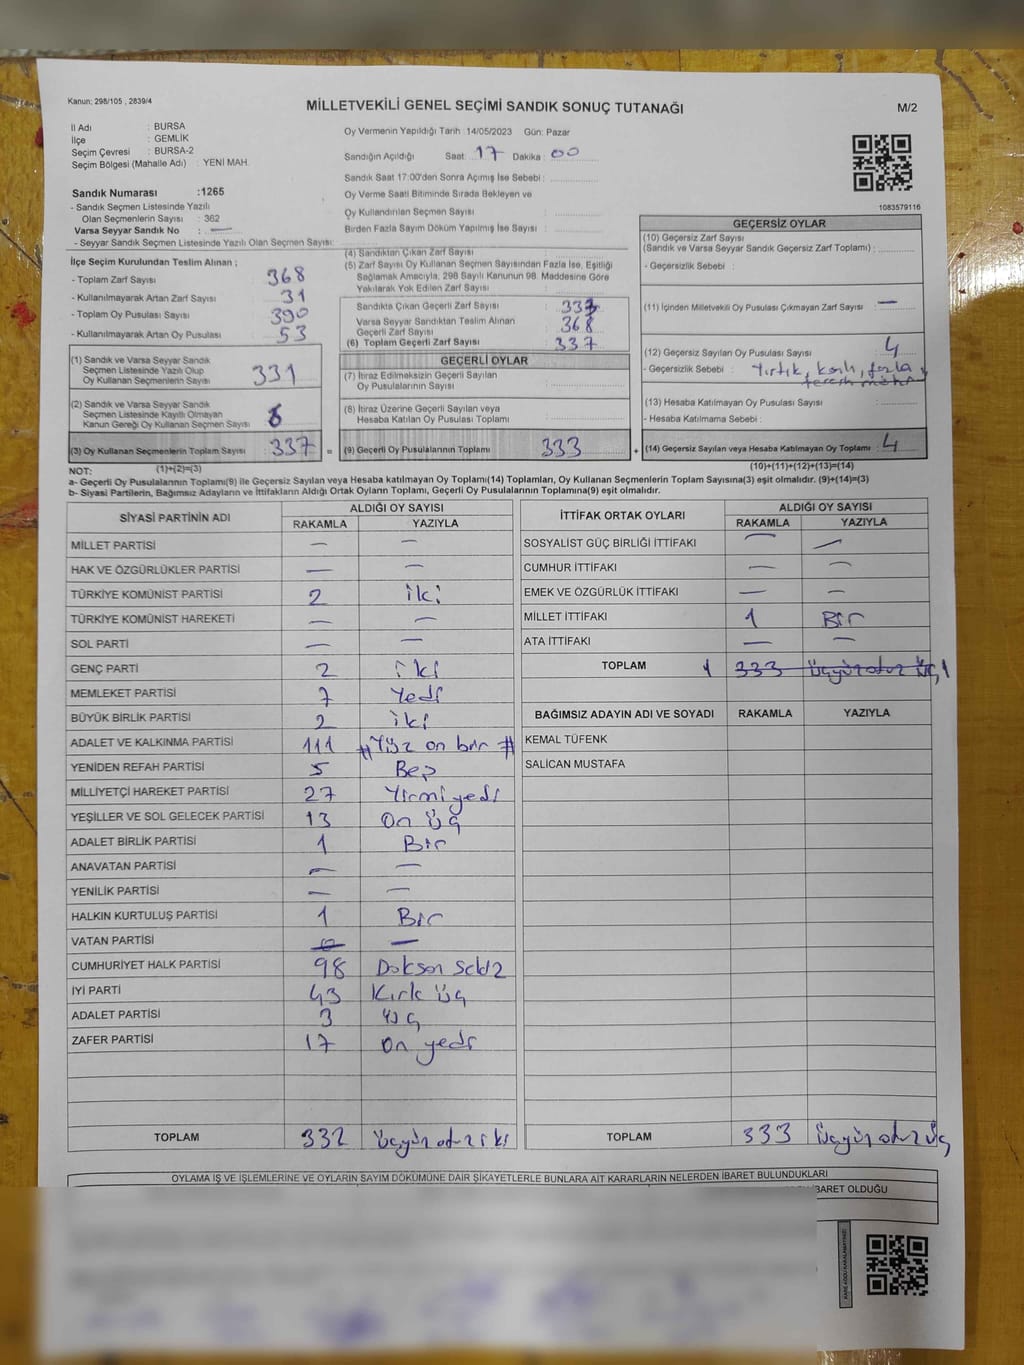 Kanun: 298/105 , 2839/4
MİLLETVEKİLİ GENEL SEÇİMİ SANDIK SONUÇ TUTANAĞI
M/2
İl Adı : BURSA
İlçe : GEMLİK
Seçim Çevresi : BURSA-2
Seçim Bölgesi (Mahalle Adı) : YENİ MAH.
Oy Vermenin Yapıldığı Tarih :14/05/2023 Gün: Pazar
Sandığın Açıldığı Saat: 17 Dakika : 00
Sandık Saat 17:00'den Sonra Açımış İse Sebebi :
Oy Verme Saati Bitiminde Sırada Bekleyen ve
Oy Kullandırılan Seçmen Sayısı :
Birden Fazla Sayım Döküm Yapılmış İse Sayısı :
1083579116
Sandık Numarası :1265
- Sandık Seçmen Listesinde Yazılı
Olan Seçmenlerin Sayısı : 362
Varsa Seyyar Sandık No : —
- Seyyar Sandık Seçmen Listesinde Yazılı Olan Seçmen Sayısı:
İlçe Seçim Kurulundan Teslim Alınan ;
- Toplam Zarf Sayısı : 368
- Kullanılmayarak Artan Zarf Sayısı : 31
- Toplam Oy Pusulası Sayısı : 390
- Kullanılmayarak Artan Oy Pusulası : 53
(1) Sandık ve Varsa Seyyar Sandık
Seçmen Listesinde Yazılı Olup
Oy Kullanan Seçmenlerin Sayısı 331
(2) Sandık ve Varsa Seyyar Sandık
Seçmen Listesinde Kayıtlı Olmayan
Kanun Gereği Oy Kullanan Seçmen Sayısı 6
(3) Oy Kullanan Seçmenlerin Toplam Sayısı 337 =
(4) Sandıktan Çıkan Zarf Sayısı :
(5) Zarf Sayısı Oy Kullanan Seçmen Sayısından Fazla İse, Eşitliği
Sağlamak Amacıyla, 298 Sayılı Kanunun 98. Maddesine Göre
Yakılarak Yok Edilen Zarf Sayısı :
Sandıkta Çıkan Geçerli Zarf Sayısı : 337
Varsa Seyyar Sandıktan Teslim Alınan
Geçerli Zarf Sayısı : 368
(6) Toplam Geçerli Zarf Sayısı : 337
GEÇERLİ OYLAR
(7) İtiraz Edilmeksizin Geçerli Sayılan
Oy Pusulalarının Sayısı :
(8) İtiraz Üzerine Geçerli Sayılan veya
Hesaba Katılan Oy Pusulası Toplamı :
(9) Geçerli Oy Pusulalarının Toplamı : 333 +
GEÇERSİZ OYLAR
(10) Geçersiz Zarf Sayısı
(Sandık ve Varsa Seyyar Sandık Geçersiz Zarf Toplamı) :
- Geçersizlik Sebebi :
(11) İçinden Milletvekili Oy Pusulası Çıkmayan Zarf Sayısı : —
(12) Geçersiz Sayılan Oy Pusulası Sayısı : 4
- Geçersizlik Sebebi : Yırtık, fazla
(13) Hesaba Katılmayan Oy Pusulası Sayısı :
- Hesaba Katılmama Sebebi :
(14) Geçersiz Sayılan veya Hesaba Katılmayan Oy Toplamı : 4
NOT: (1)+(2)=(3) (10)+(11)+(12)+(13)=(14)
a- Geçerli Oy Pusulalarının Toplamı(9) ile Geçersiz Sayılan veya Hesaba katılmayan Oy Toplamı(14) Toplamları, Oy Kullanan Seçmenlerin Toplam Sayısına(3) eşit olmalıdır. (9)+(14)=(3)
b- Siyasi Partilerin, Bağımsız Adayların ve İttifakların Aldığı Ortak Oyların Toplamı, Geçerli Oy Pusulalarının Toplamına(9) eşit olmalıdır.
SİYASİ PARTİNİN ADI ALDIĞI OY SAYISI
RAKAMLA YAZIYLA
MİLLET PARTİSİ — —
HAK VE ÖZGÜRLÜKLER PARTİSİ — —
TÜRKİYE KOMÜNİST PARTİSİ 2 iki
TÜRKİYE KOMÜNİST HAREKETİ — —
SOL PARTİ — —
GENÇ PARTİ 2 iki
MEMLEKET PARTİSİ 7 Yedi
BÜYÜK BİRLİK PARTİSİ 2 iki
ADALET VE KALKINMA PARTİSİ 111 # Yüz on bir #
YENİDEN REFAH PARTİSİ 5 Beş
MİLLİYETÇİ HAREKET PARTİSİ 27 Yirmi yedi
YEŞİLLER VE SOL GELECEK PARTİSİ 13 On üç
ADALET BİRLİK PARTİSİ 1 Bir
ANAVATAN PARTİSİ — —
YENİLİK PARTİSİ — —
HALKIN KURTULUŞ PARTİSİ 1 Bir
VATAN PARTİSİ 0 —
CUMHURİYET HALK PARTİSİ 98 Doksan sekiz
İYİ PARTİ 43 Kırk üç
ADALET PARTİSİ 3 üç
ZAFER PARTİSİ 17 On yedi
TOPLAM 332 üçyüz otuz iki
İTTİFAK ORTAK OYLARI ALDIĞI OY SAYISI
RAKAMLA YAZIYLA
SOSYALİST GÜÇ BİRLİĞİ İTTİFAKI — —
CUMHUR İTTİFAKI — —
EMEK VE ÖZGÜRLÜK İTTİFAKI — —
MİLLET İTTİFAKI 1 Bir
ATA İTTİFAKI — —
TOPLAM 1 333 üçyüz otuz üç 1
BAĞIMSIZ ADAYIN ADI VE SOYADI RAKAMLA YAZIYLA
KEMAL TÜFENK
SALİCAN MUSTAFA
TOPLAM 333 üçyüz otuz üç
OYLAMA İŞ VE İŞLEMLERİNE VE OYLARIN SAYIM DÖKÜMÜNE DAİR ŞİKAYETLERLE BUNLARA AİT KARARLARIN NELERDEN İBARET BULUNDUKLARI
İBARET OLDUĞU